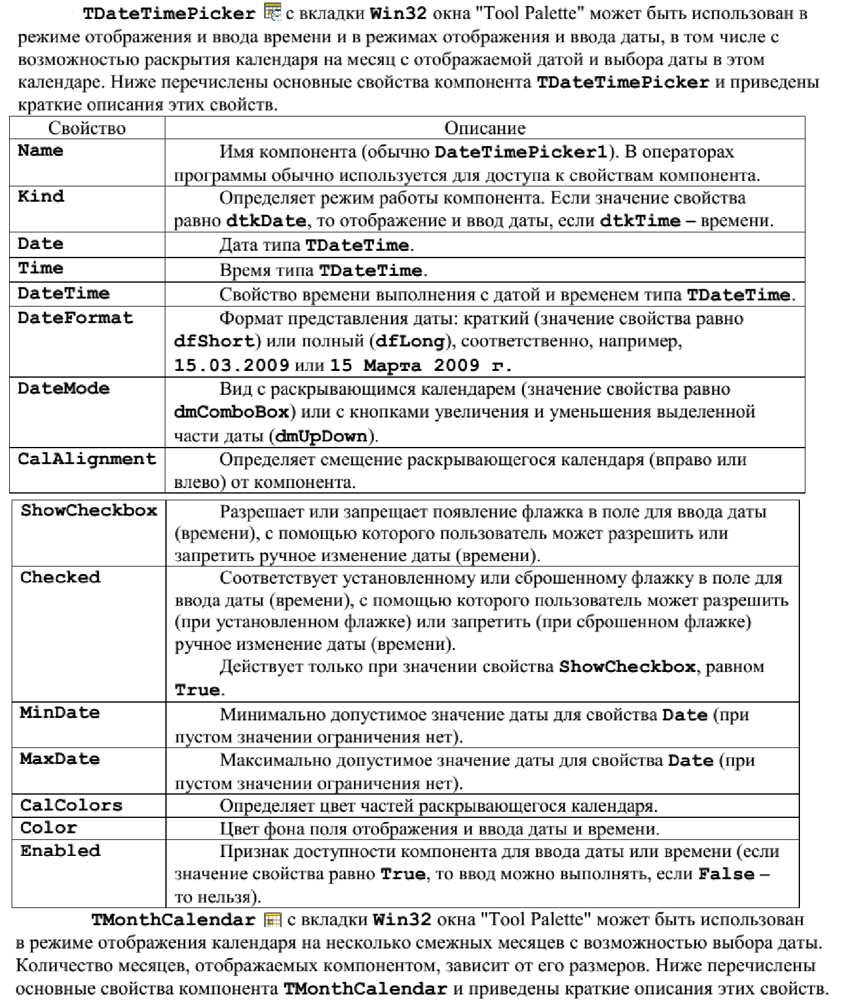 TDateTimePicker с вкладки Win32 окна "Tool Palette" может быть использован в
режиме отображения и ввода времени и в режимах отображения и ввода даты, в том числе с
возможностью раскрытия календаря на месяц с отображаемой датой и выбора даты в этом
календаре. Ниже перечислены основные свойства компонента TDateTimePicker и приведены
краткие описания этих свойств.
Свойство Описание
Name Имя компонента (обычно DateTimePicker1). В операторах
программы обычно используется для доступа к свойствам компонента.
Kind Определяет режим работы компонента. Если значение свойства
равно dtkDate, то отображение и ввод даты, если dtkTime – времени.
Date Дата типа TDateTime.
Time Время типа TDateTime.
DateTime Свойство времени выполнения с датой и временем типа TDateTime.
DateFormat Формат представления даты: краткий (значение свойства равно
dfShort) или полный (dfLong), соответственно, например,
15.03.2009 или 15 Марта 2009 г.
DateMode Вид с раскрывающимся календарем (значение свойства равно
dmComboBox) или с кнопками увеличения и уменьшения выделенной
части даты (dmUpDown).
CalAlignment Определяет смещение раскрывающегося календаря (вправо или
влево) от компонента.
ShowCheckbox Разрешает или запрещает появление флажка в поле для ввода даты
(времени), с помощью которого пользователь может разрешить или
запретить ручное изменение даты (времени).
Checked Соответствует установленному или сброшенному флажку в поле для
ввода даты (времени), с помощью которого пользователь может разрешить
(при установленном флажке) или запретить (при сброшенном флажке)
ручное изменение даты (времени).
Действует только при значении свойства ShowCheckbox, равном
True.
MinDate Минимально допустимое значение даты для свойства Date (при
пустом значении ограничения нет).
MaxDate Максимально допустимое значение даты для свойства Date (при
пустом значении ограничения нет).
CalColors Определяет цвет частей раскрывающегося календаря.
Color Цвет фона поля отображения и ввода даты и времени.
Enabled Признак доступности компонента для ввода даты или времени (если
значение свойства равно True, то ввод можно выполнять, если False –
то нельзя).
TMonthCalendar с вкладки Win32 окна "Tool Palette" может быть использован
в режиме отображения календаря на несколько смежных месяцев с возможностью выбора даты.
Количество месяцев, отображаемых компонентом, зависит от его размеров. Ниже перечислены
основные свойства компонента TMonthCalendar и приведены краткие описания этих свойств.